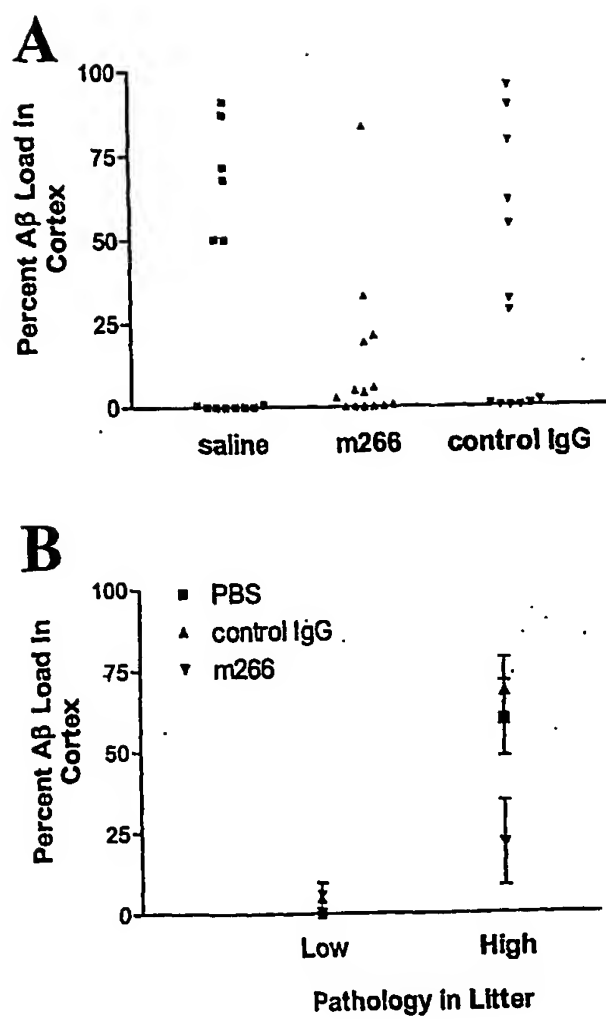 A
Percent Aβ Load In
Cortex
100
75
50
25
0
saline m266 control IgG
B
Percent Aβ Load In
Cortex
100
75
50
25
0
PBS
control IgG
m266
Low High
Pathology in Litter